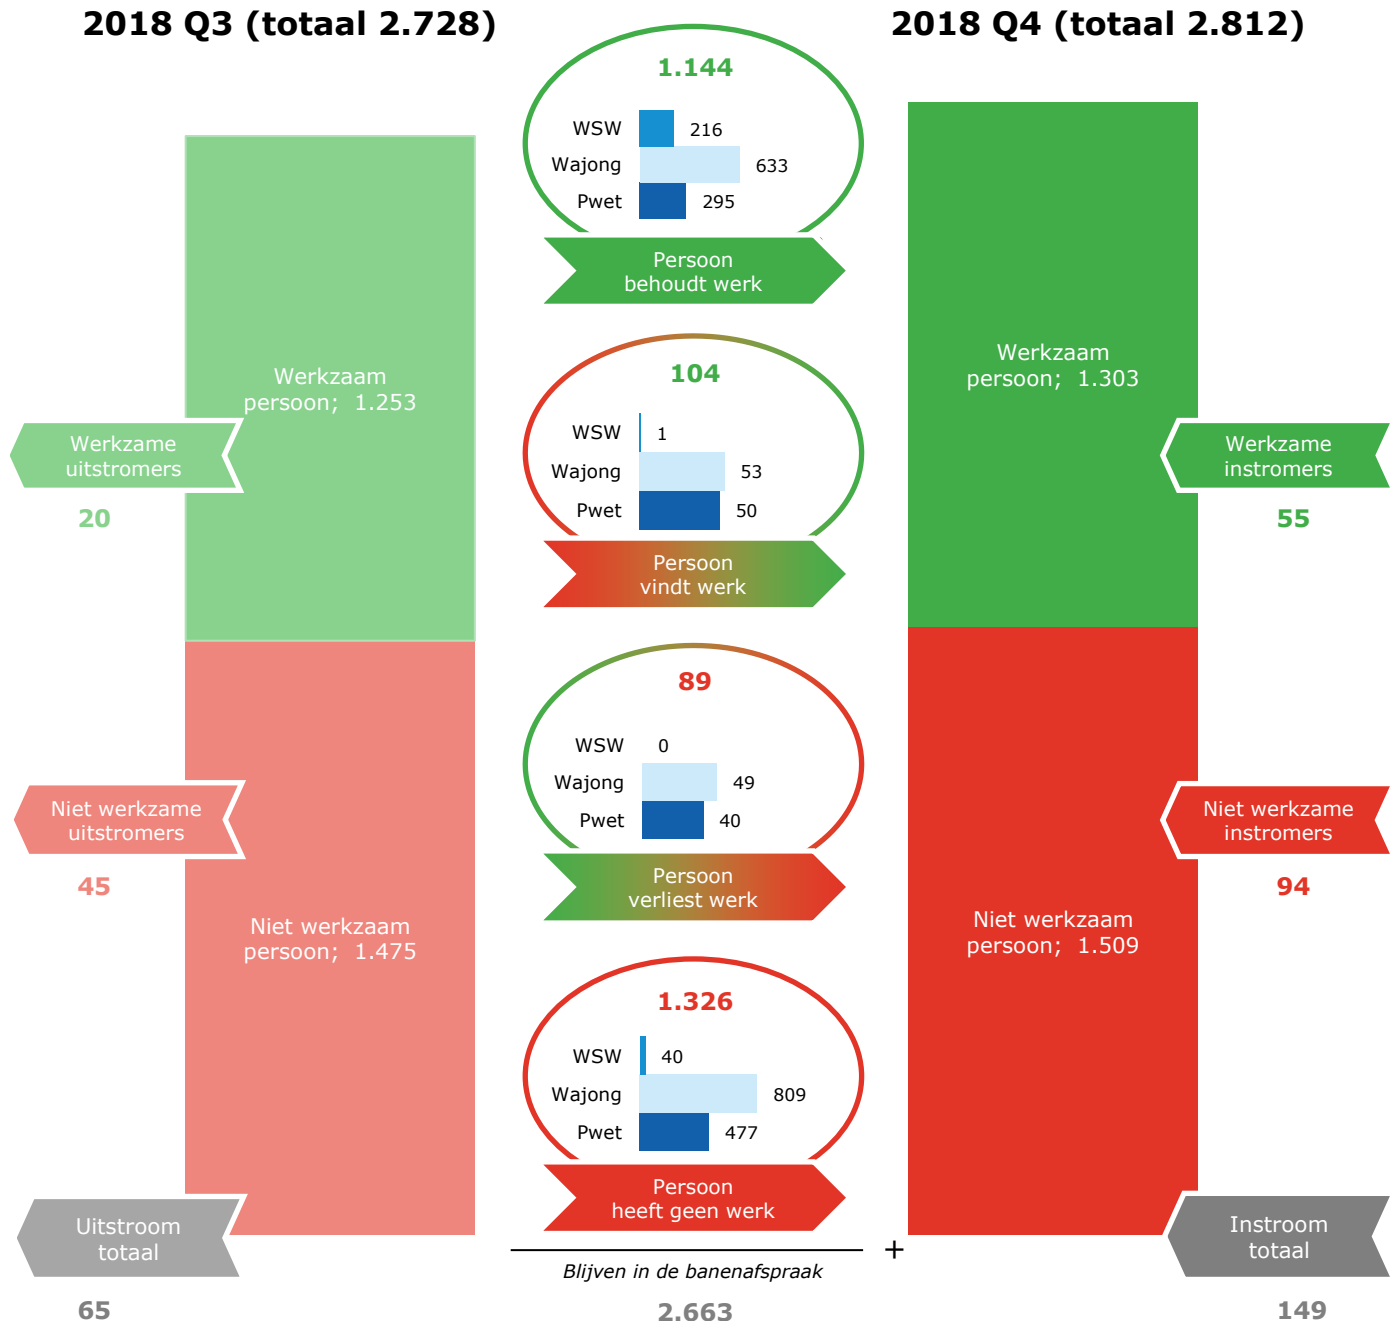 2018 Q3 (totaal 2.728)
2018 Q4 (totaal 2.812)
1.144
WSW 216
Wajong 633
Pwet 295
Persoon
behoudt werk
Werkzaam
persoon; 1.253
Werkzaam
persoon; 1.303
104
WSW 1
Wajong 53
Pwet 50
Persoon
vindt werk
Werkzame
uitstromers
20
Werkzame
instromers
55
89
WSW 0
Wajong 49
Pwet 40
Persoon
verliest werk
Niet werkzame
uitstromers
45
Niet werkzame
instromers
94
Niet werkzaam
persoon; 1.475
Niet werkzaam
persoon; 1.509
1.326
WSW 40
Wajong 809
Pwet 477
Persoon
heeft geen werk
+
Uitstroom
totaal
65
Blijven in de banenafspraak
2.663
Instroom
totaal
149